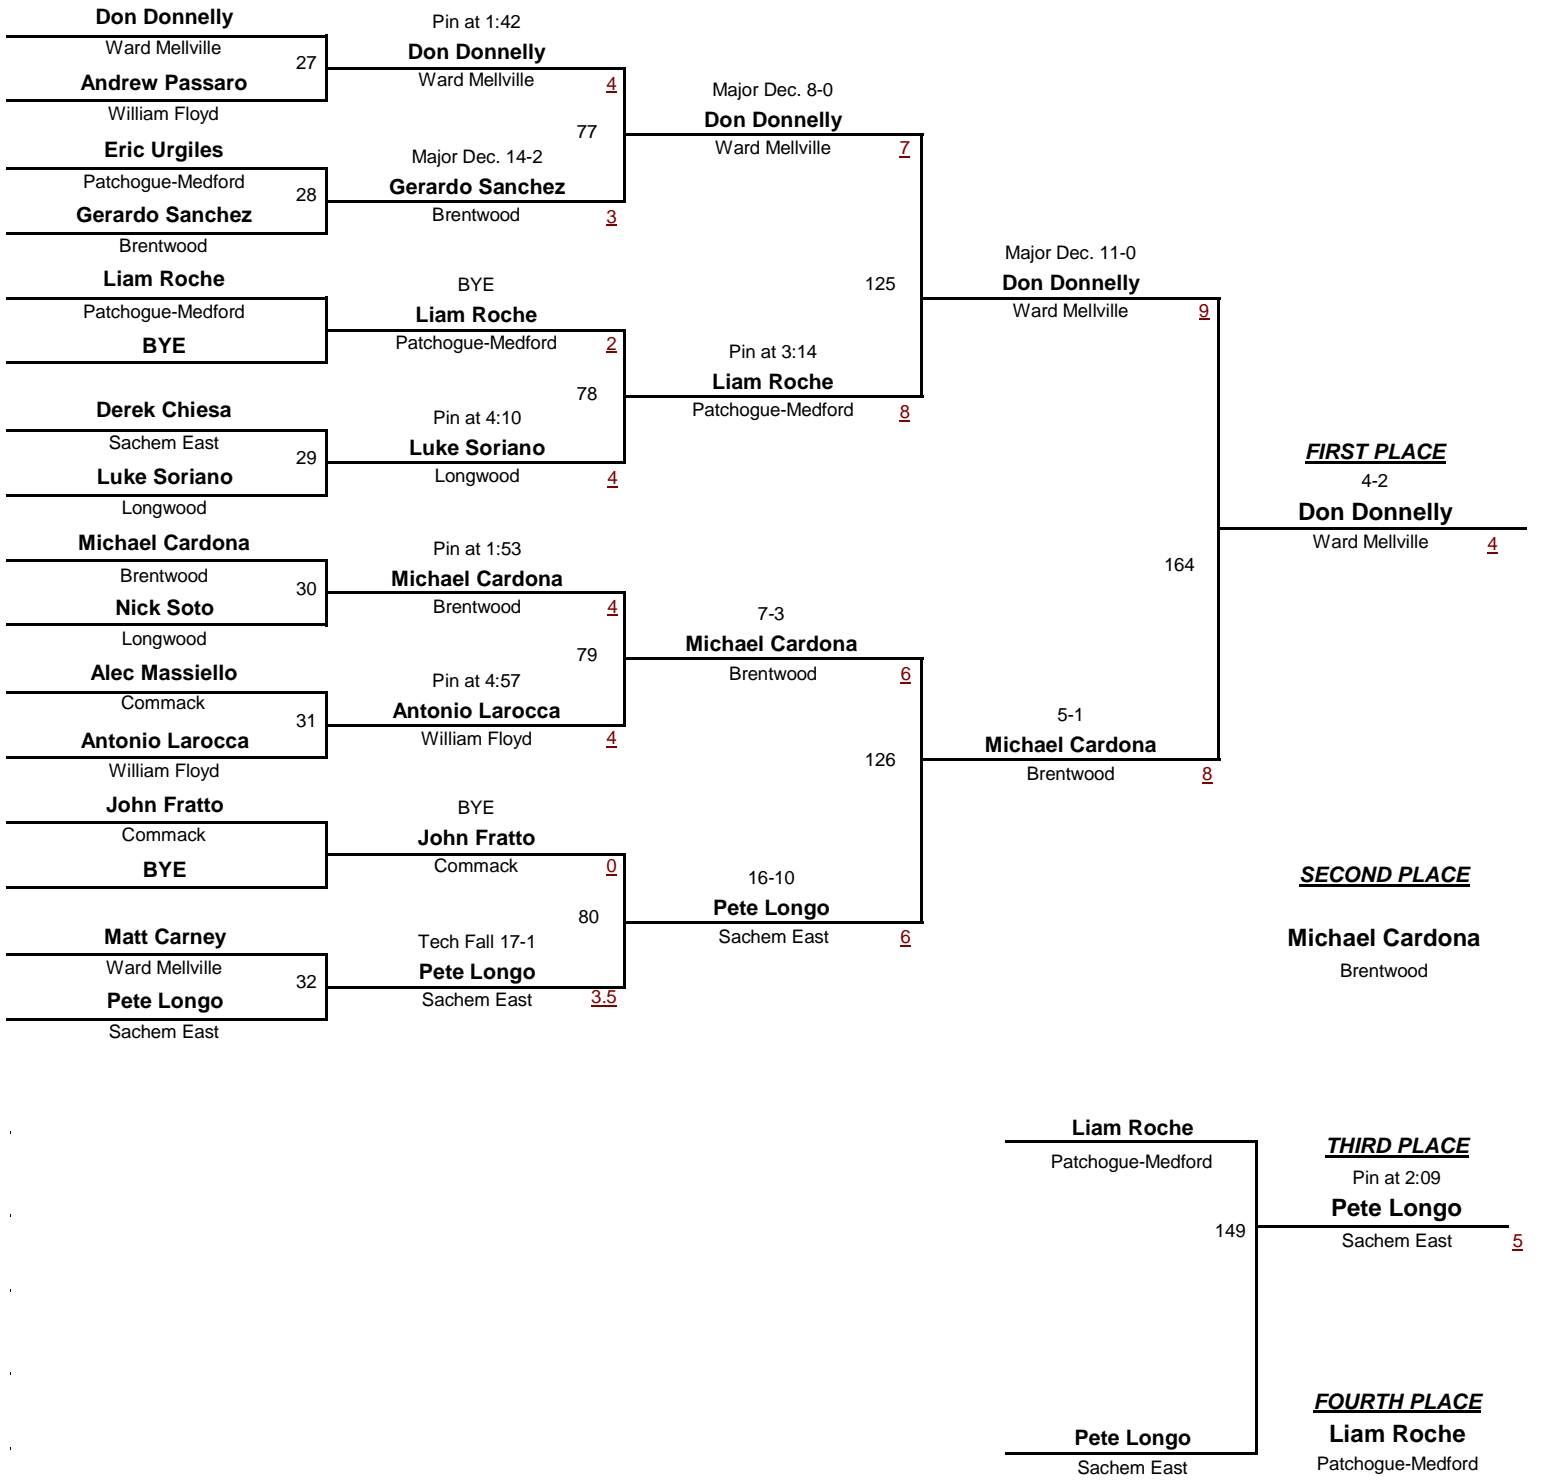 Don Donnelly
Ward Mellville
27
Andrew Passaro
William Floyd
Eric Urgiles
Patchogue-Medford
28
Gerardo Sanchez
Brentwood
Liam Roche
Patchogue-Medford
BYE
Derek Chiesa
Sachem East
29
Luke Soriano
Longwood
Michael Cardona
Brentwood
30
Nick Soto
Longwood
Alec Massiello
Commack
31
Antonio Larocca
William Floyd
John Fratto
Commack
BYE
Matt Carney
Ward Mellville
32
Pete Longo
Sachem East
Pin at 1:42
Don Donnelly
Ward Mellville 4
77
Major Dec. 14-2
Gerardo Sanchez
Brentwood 3
BYE
Liam Roche
Patchogue-Medford 2
78
Pin at 4:10
Luke Soriano
Longwood 4
Pin at 1:53
Michael Cardona
Brentwood 4
79
Pin at 4:57
Antonio Larocca
William Floyd 4
BYE
John Fratto
Commack 0
80
Tech Fall 17-1
Pete Longo
Sachem East 3.5
Major Dec. 8-0
Don Donnelly
Ward Mellville 7
125
Pin at 3:14
Liam Roche
Patchogue-Medford 8
7-3
Michael Cardona
Brentwood 6
126
16-10
Pete Longo
Sachem East 6
Major Dec. 11-0
Don Donnelly
Ward Mellville 9
164
5-1
Michael Cardona
Brentwood 8
FIRST PLACE
4-2
Don Donnelly
Ward Mellville 4
SECOND PLACE
Michael Cardona
Brentwood
Liam Roche
Patchogue-Medford
149
Pete Longo
Sachem East
THIRD PLACE
Pin at 2:09
Pete Longo
Sachem East 5
FOURTH PLACE
Liam Roche
Patchogue-Medford